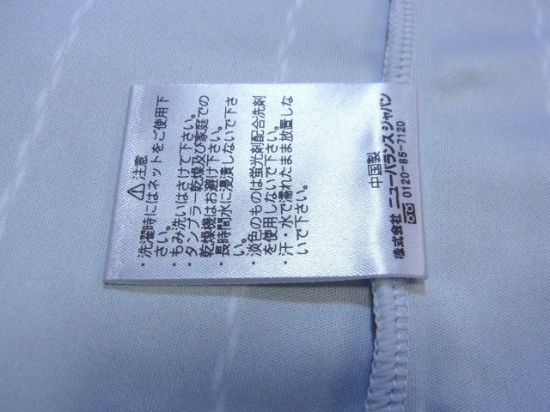 ⚠注意
・洗濯時にはネットをご使用下
さい。
・もみ洗いはさけて下さい。
・タンブラー乾燥及び家庭での
乾燥機はお避け下さい。
・長時間水に浸漬しないで下さ
い。
・淡色のものは蛍光剤配合洗剤
を使用しないで下さい。
・汗・水で濡れたまま放置しな
いで下さい。
中国製
株式会社 ニューバランス ジャパン
0120-85-7120